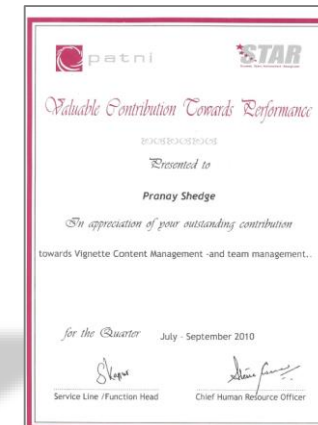 patni
STAR
Valuable Contribution Towards Performance
Presented to
Pranay Shedge
In appreciation of your outstanding contribution
towards Vignette Content Management -and team management..
for the Quarter July - September 2010
Service Line /Function Head
Chief Human Resource Officer